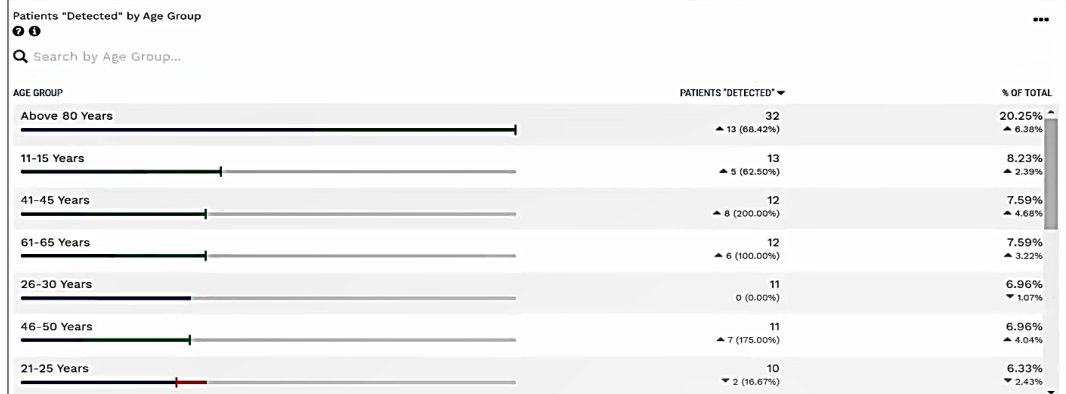 Patients "Detected" by Age Group
Search by Age Group...
AGE GROUP PATIENTS "DETECTED" % OF TOTAL
Above 80 Years 32 20.25%
13 (68.42%) 6.38%
11-15 Years 13 8.23%
5 (62.50%) 2.39%
41-45 Years 12 7.59%
8 (200.00%) 4.68%
61-65 Years 12 7.59%
6 (100.00%) 3.22%
26-30 Years 11 6.96%
0 (0.00%) 1.07%
46-50 Years 11 6.96%
7 (175.00%) 4.04%
21-25 Years 10 6.33%
2 (16.67%) 2.43%